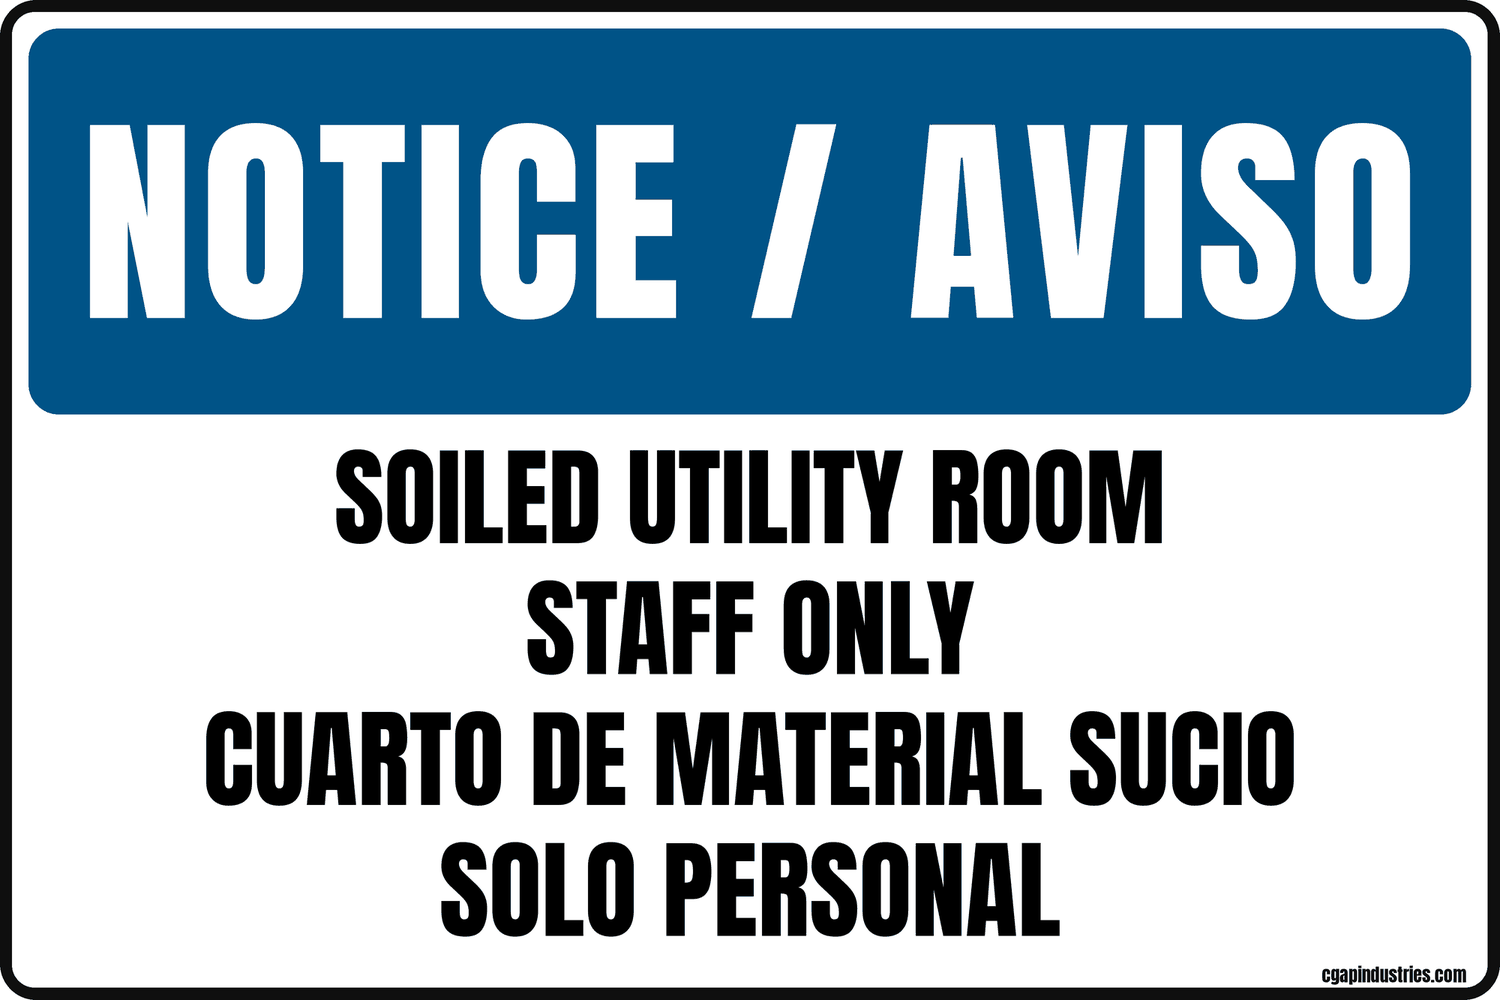 NOTICE / AVISO
SOILED UTILITY ROOM
STAFF ONLY
CUARTO DE MATERIAL SUCIO
SOLO PERSONAL
cgapindustries.com